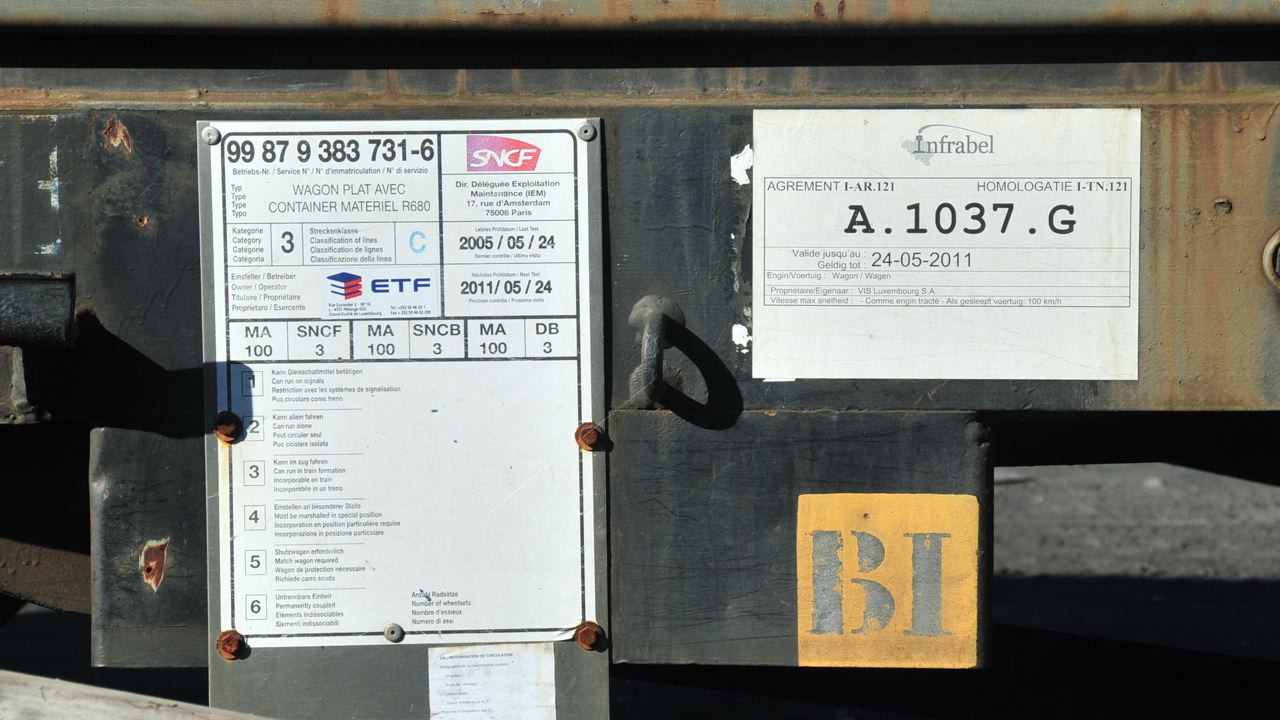 99 87 9 383 731-6
Betriebs-Nr. / Service N° / N° d'immatriculation / N° di servizio
Typ
Type
Type
Tipo
WAGON PLAT AVEC
CONTAINER MATERIEL R680
Kategorie
Category
Catégorie
Categoria
3
Streckenklasse
Classification of lines
Classification de lignes
Classificazione della linea
C
Einsteller / Betreiber
Owner / Operator
Titulaire / Propriétaire
Proprietaro / Esercente
ETF
SNCF
Dir. Déléguée Exploitation
Maintenance (IEM)
17, rue d'Amsterdam
75008 Paris
Letztes Prüfdatum / Last Test
2005 / 05 / 24
Dernier contrôle / Ultima visita
Nächstes Prüfdatum / Next Test
2011 / 05 / 24
Prochain contrôle / Prossima visita
MA SNCF MA SNCB MA DB
100 3 100 3 100 3
1
Kann Gleisschaltmittel betätigen
Can run on signals
Restriction avec les systèmes de signalisation
Puo circolare come treno
2
Kann allein fahren
Can run alone
Peut circuler seul
Puo cicolare isolata
3
Kann im zug fahren
Can run in train formation
Incorporable en train
Incorporabile in un treno
4
Einstellen an besonderer Stelle
Must be marshalled in special position
Incorporation en position particulière requise
Incorporazione in posizione particolare
5
Shutzwagen erforderlich
Match wagon required
Wagon de protection nécessaire
Richiede carro scudo
6
Untrennbare Einheit
Permanently coupled
Eléments indissociables
Elementi indissociabili
Anzahl Radsätze
Number of wheelsets
Nombre d'essieux
Numero di assi
Infrabel
AGREMENT I-AR.121 HOMOLOGATIE I-TN.121
A.1037.G
Valide jusqu'au :
Geldig tot : 24-05-2011
Engin/Voertuig : Wagon / Wagen
Propriétaire/Eigenaar : VIS Luxembourg S.A.
Vitesse max snelheid : - Comme engin tracté - Als gesleept voertuig: 100 km/h
BI